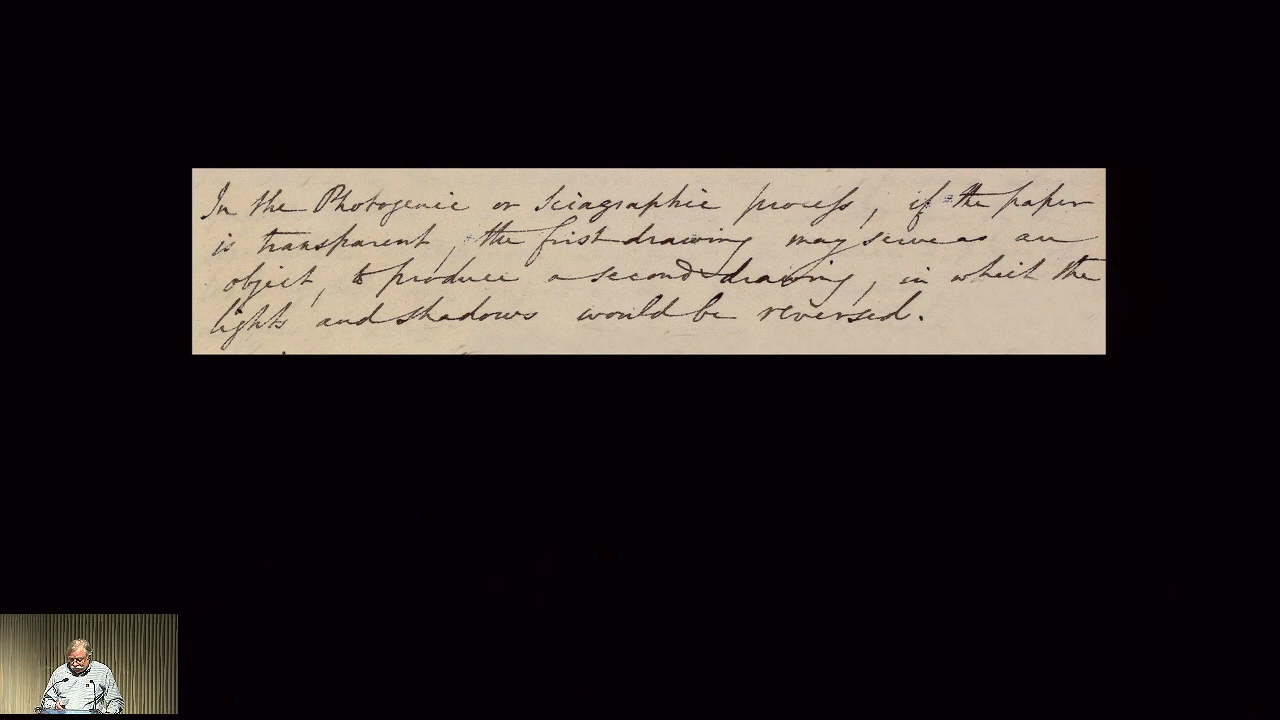 In the Photogenic or Sciagraphic process, if the paper
is transparent, the first drawing may serve as an
object, to produce a second drawing, in which the
lights and shadows would be reversed.